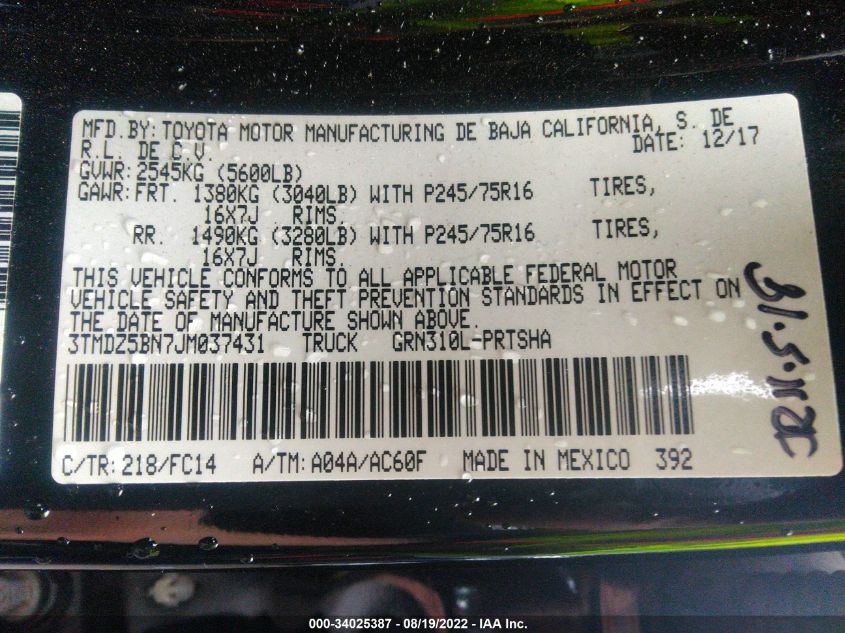 MFD.BY: TOYOTA MOTOR MANUFACTURING DE BAJA CALIFORNIA, S. DE
R.L. DE C.V. DATE: 12/17
GVWR: 2545KG (5600LB)
GAWR: FRT. 1380KG (3040LB) WITH P245/75R16 TIRES,
16X7J RIMS.
RR. 1490KG (3280LB) WITH P245/75R16 TIRES,
16X7J RIMS.
THIS VEHICLE CONFORMS TO ALL APPLICABLE FEDERAL MOTOR
VEHICLE SAFETY AND THEFT PREVENTION STANDARDS IN EFFECT ON
THE DATE OF MANUFACTURE SHOWN ABOVE.
3TMDZ5BN7JM037431 TRUCK GRN310L-PRTSHA
C/TR: 218/FC14 A/TM: A04A/AC60F MADE IN MEXICO 392
000-34025387 - 08/19/2022 - IAA Inc.